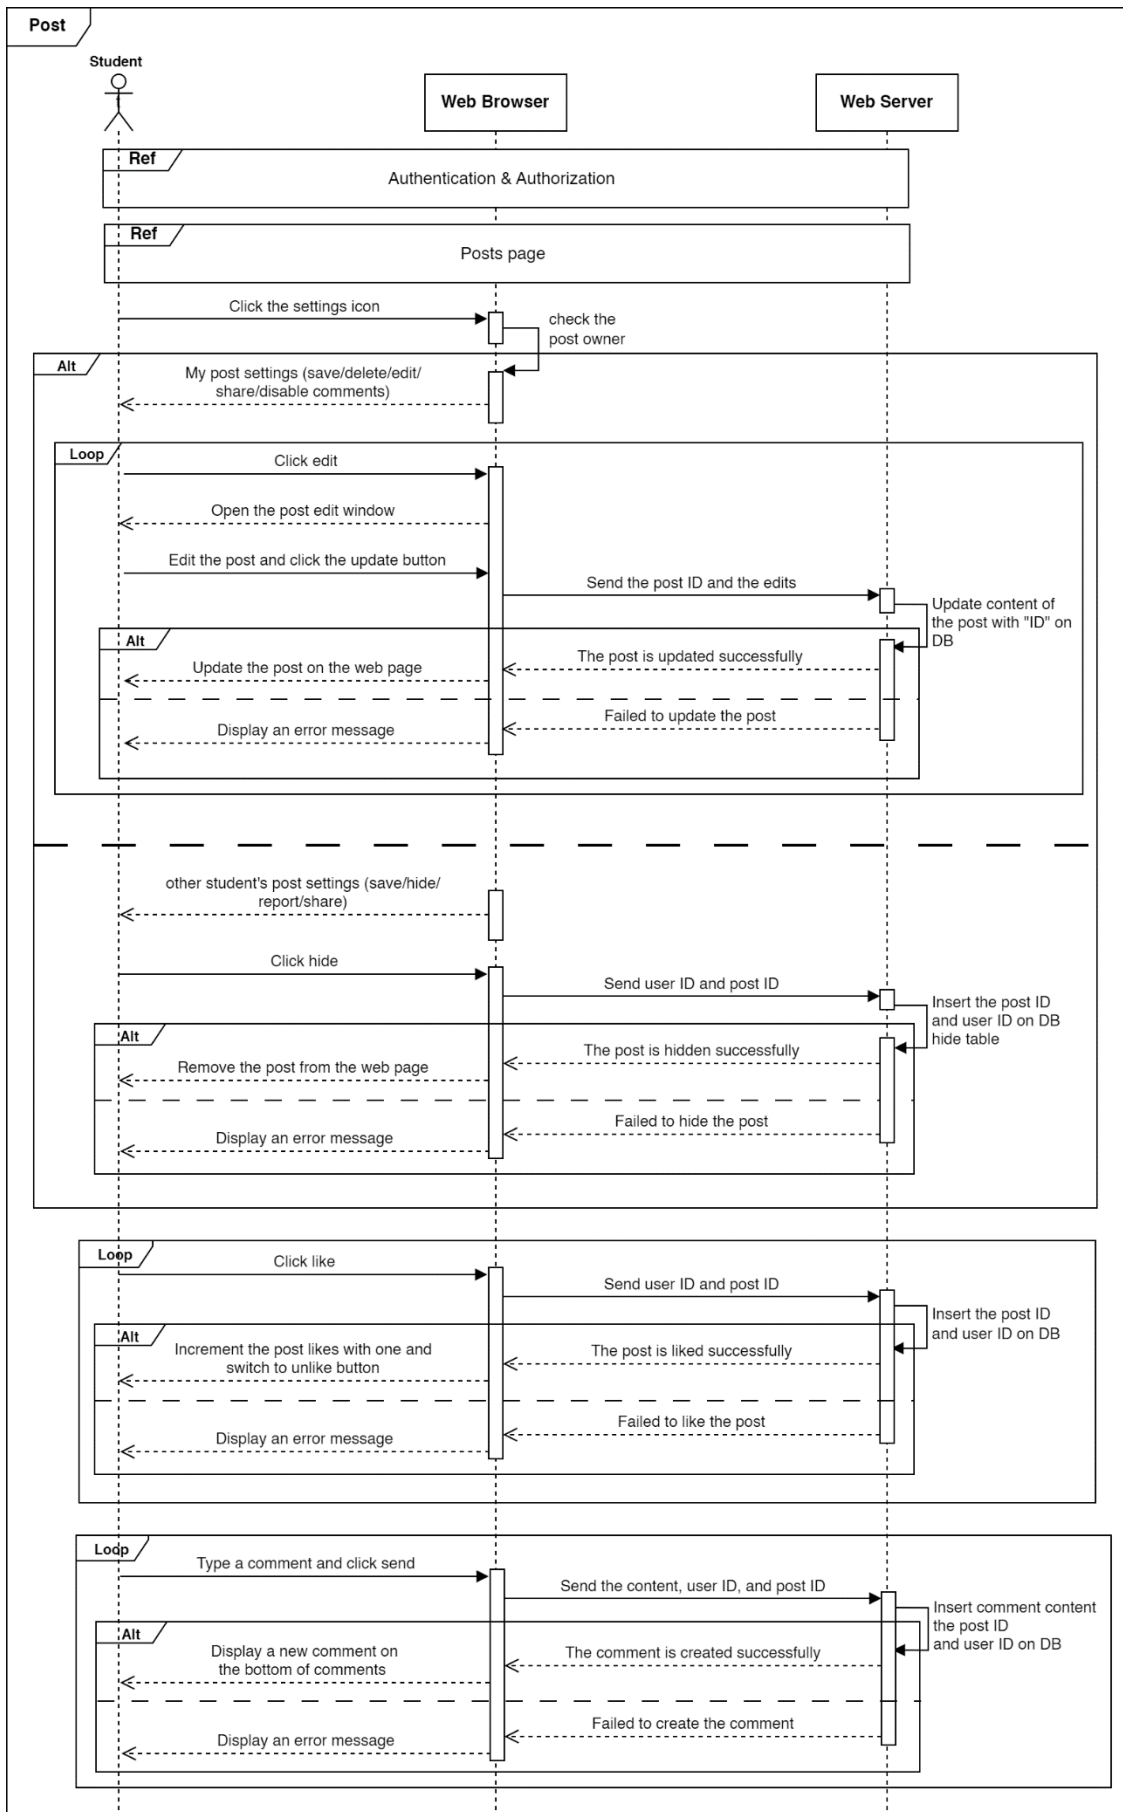 Post
Student
Web Browser
Web Server
Ref
Authentication & Authorization
Ref
Posts page
Click the settings icon
check the
post owner
Alt
My post settings (save/delete/edit/
share/disable comments)
Loop
Click edit
Open the post edit window
Edit the post and click the update button
Send the post ID and the edits
Update content of
the post with "ID" on
DB
Alt
The post is updated successfully
Update the post on the web page
Failed to update the post
Display an error message
other student's post settings (save/hide/
report/share)
Click hide
Send user ID and post ID
Insert the post ID
and user ID on DB
hide table
Alt
The post is hidden successfully
Remove the post from the web page
Failed to hide the post
Display an error message
Loop
Click like
Send user ID and post ID
Insert the post ID
and user ID on DB
Alt
Increment the post likes with one and
switch to unlike button
The post is liked successfully
Failed to like the post
Display an error message
Loop
Type a comment and click send
Send the content, user ID, and post ID
Insert comment content
the post ID
and user ID on DB
Alt
Display a new comment on
the bottom of comments
The comment is created successfully
Failed to create the comment
Display an error message